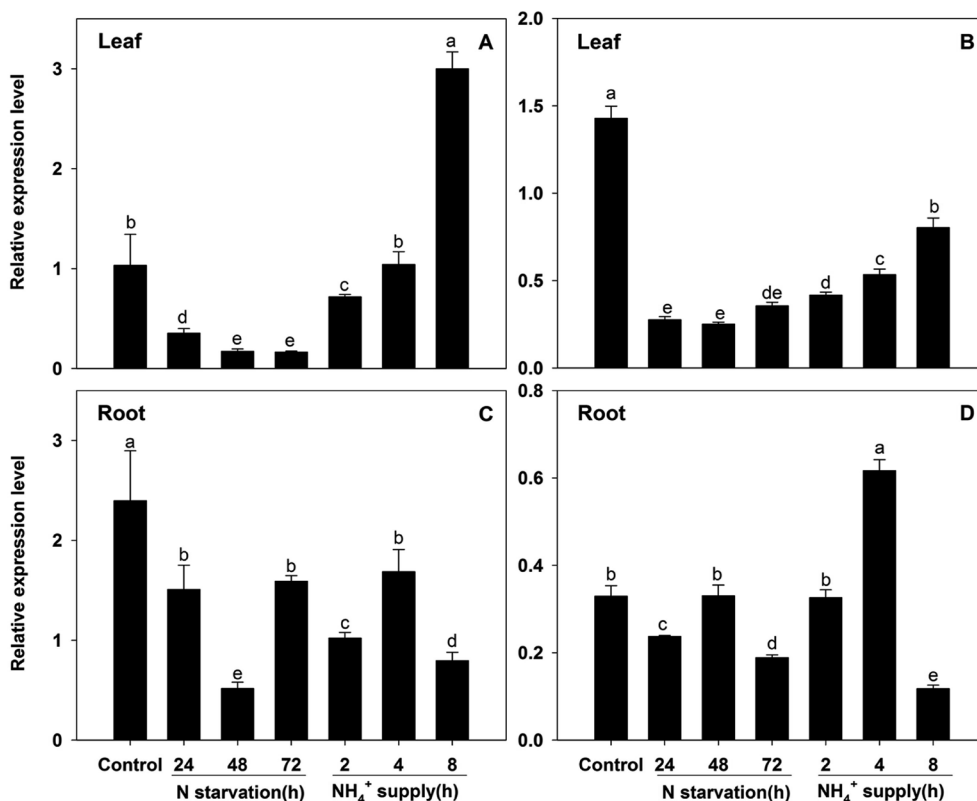 Leaf A
Relative expression level
3
2
1
0
b d e e c b a
Leaf B
2.0
1.5
1.0
0.5
0.0
a e e de d c b
Root C
Relative expression level
3
2
1
0
a b e b c b d
Control 24 48 72 2 4 8
N starvation(h) NH₄⁺ supply(h)
Root D
0.8
0.6
0.4
0.2
0.0
b c b d b a e
Control 24 48 72 2 4 8
N starvation(h) NH₄⁺ supply(h)